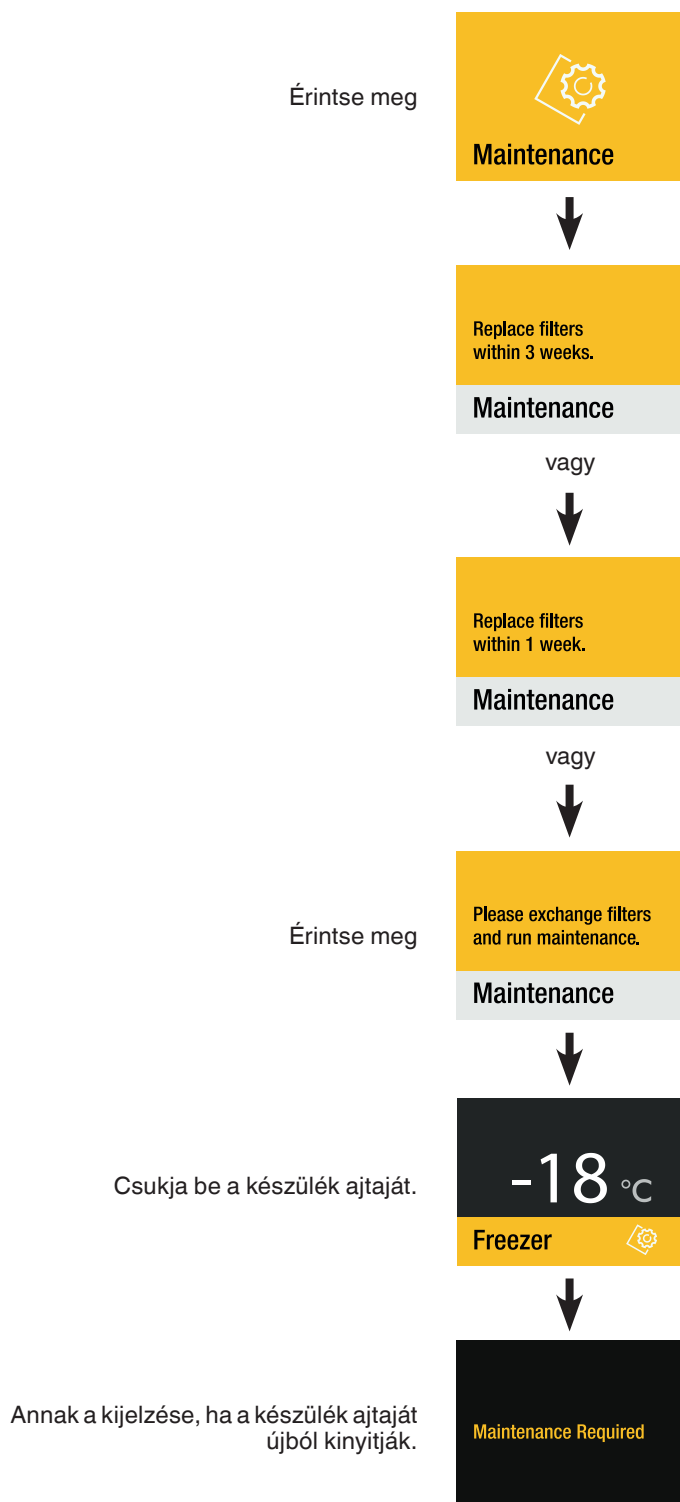 Érintse meg
Maintenance
Replace filters
within 3 weeks.
Maintenance
vagy
Replace filters
within 1 week.
Maintenance
vagy
Érintse meg
Please exchange filters
and run maintenance.
Maintenance
Csukja be a készülék ajtaját.
-18 °C
Freezer
Annak a kijelzése, ha a készülék ajtaját
újból kinyitják.
Maintenance Required